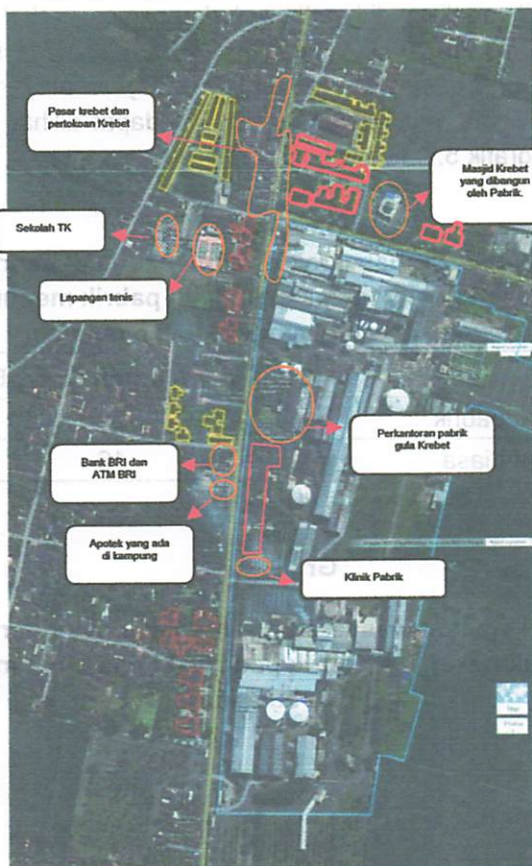 Pasar krebet dan
pertokoan Krebet
Masjid Krebet
yang dibangun
oleh Pabrik.
Sekolah TK
Lapangan tenis
Perkantoran pabrik
gula Krebet
Bank BRI dan
ATM BRI
Apotek yang ada
di kampung
Klinik Pabrik